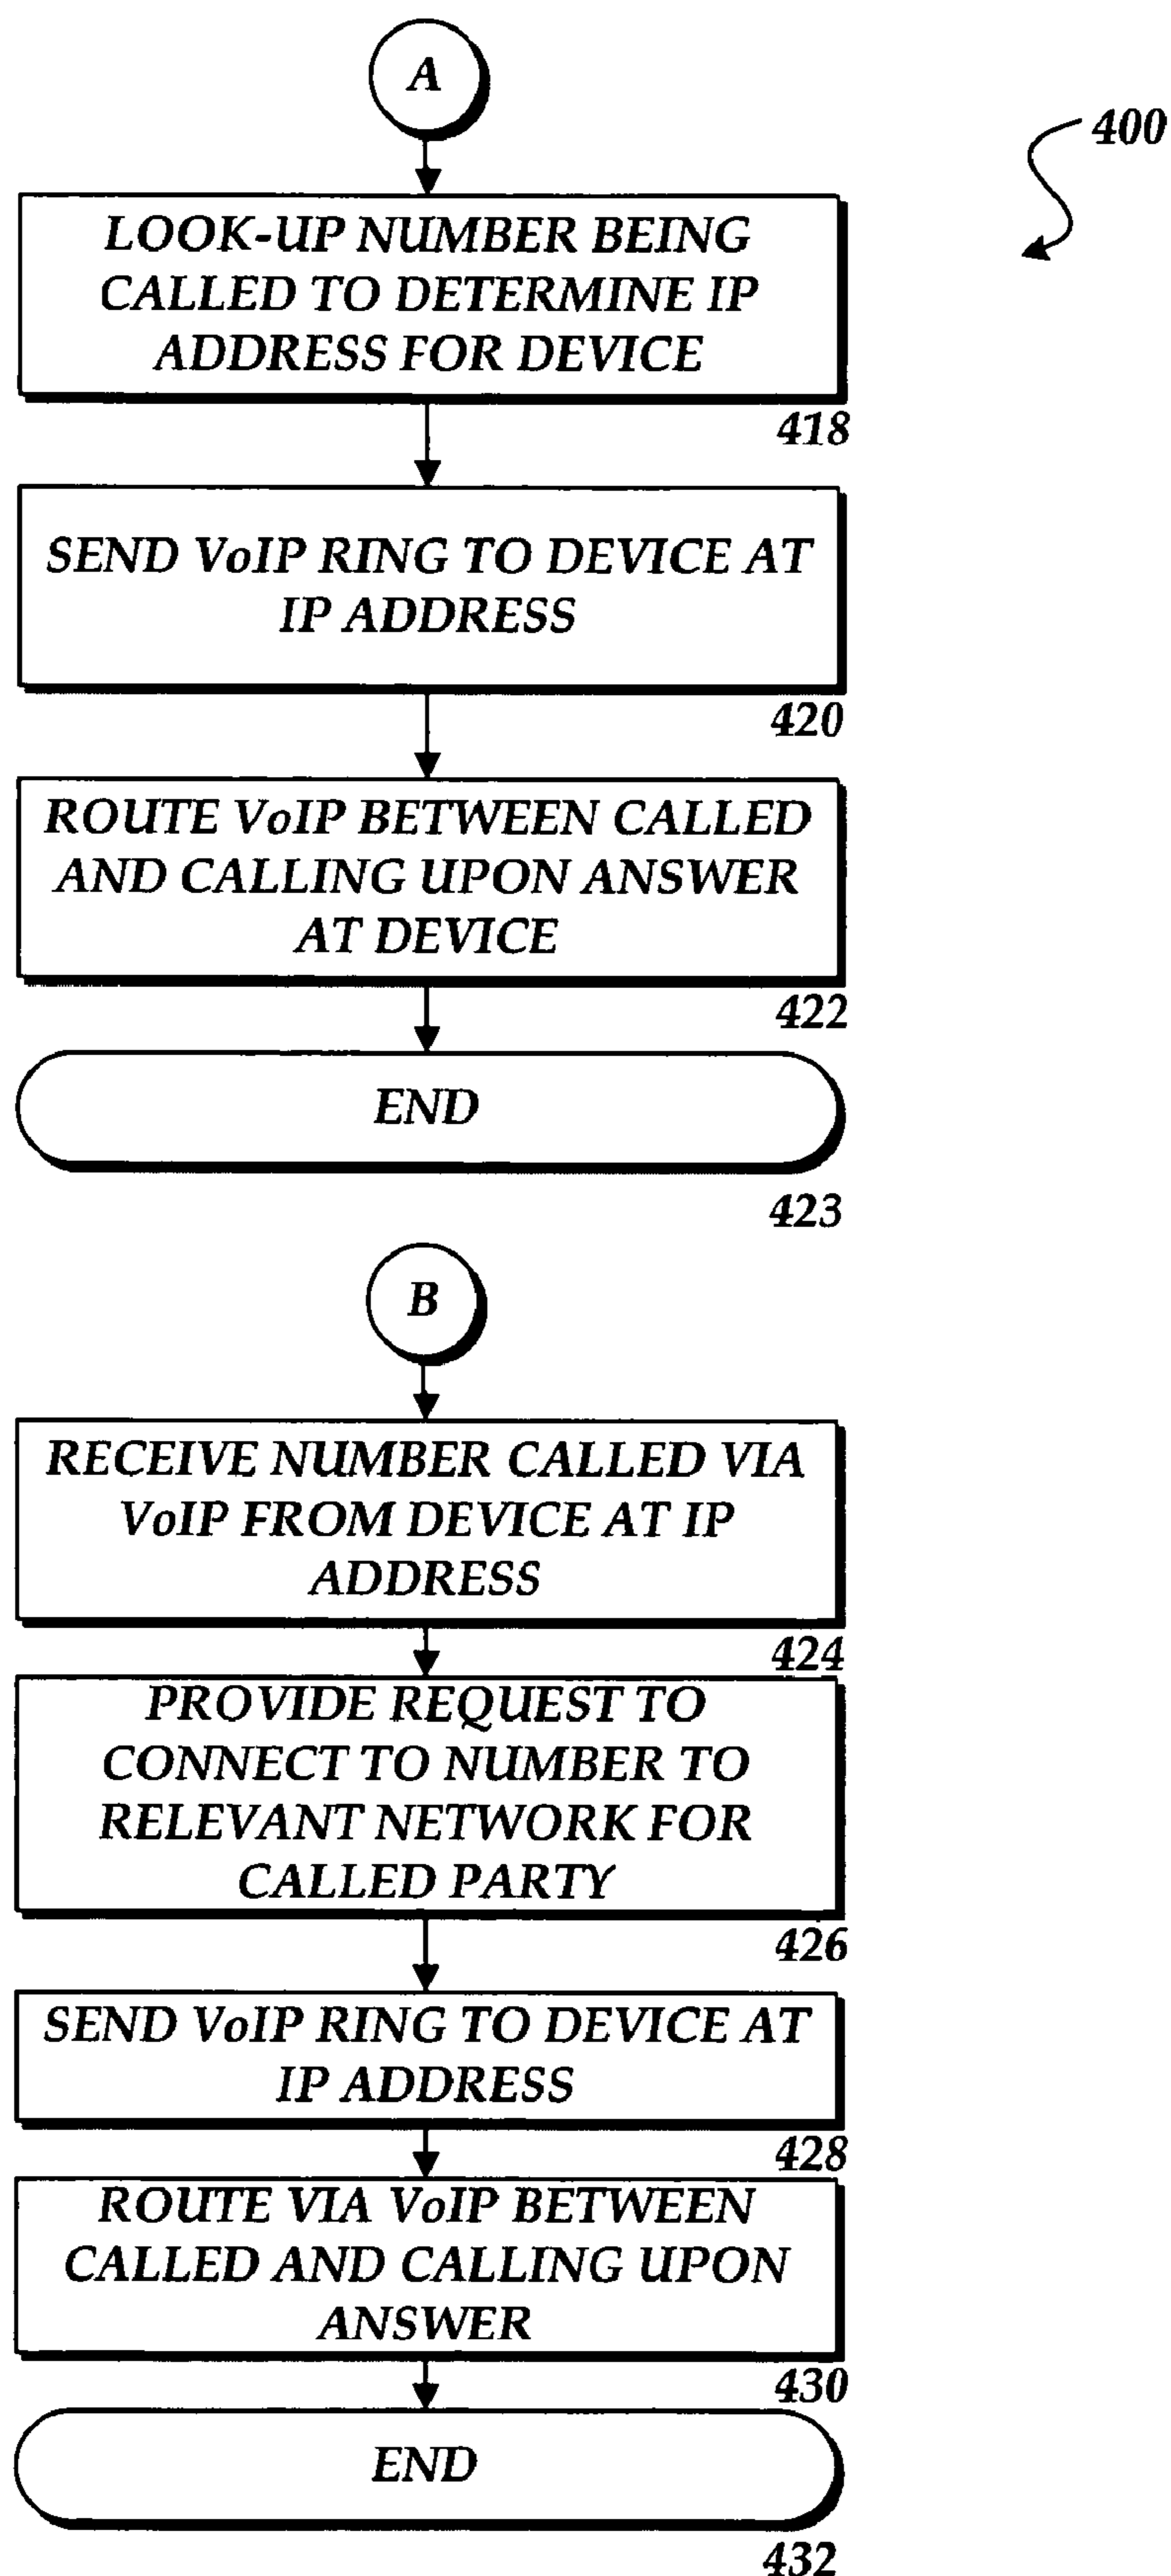 A
400
LOOK-UP NUMBER BEING
CALLED TO DETERMINE IP
ADDRESS FOR DEVICE
418
SEND VoIP RING TO DEVICE AT
IP ADDRESS
420
ROUTE VoIP BETWEEN CALLED
AND CALLING UPON ANSWER
AT DEVICE
422
END
423
B
RECEIVE NUMBER CALLED VIA
VoIP FROM DEVICE AT IP
ADDRESS
424
PROVIDE REQUEST TO
CONNECT TO NUMBER TO
RELEVANT NETWORK FOR
CALLED PARTY
426
SEND VoIP RING TO DEVICE AT
IP ADDRESS
428
ROUTE VIA VoIP BETWEEN
CALLED AND CALLING UPON
ANSWER
430
END
432